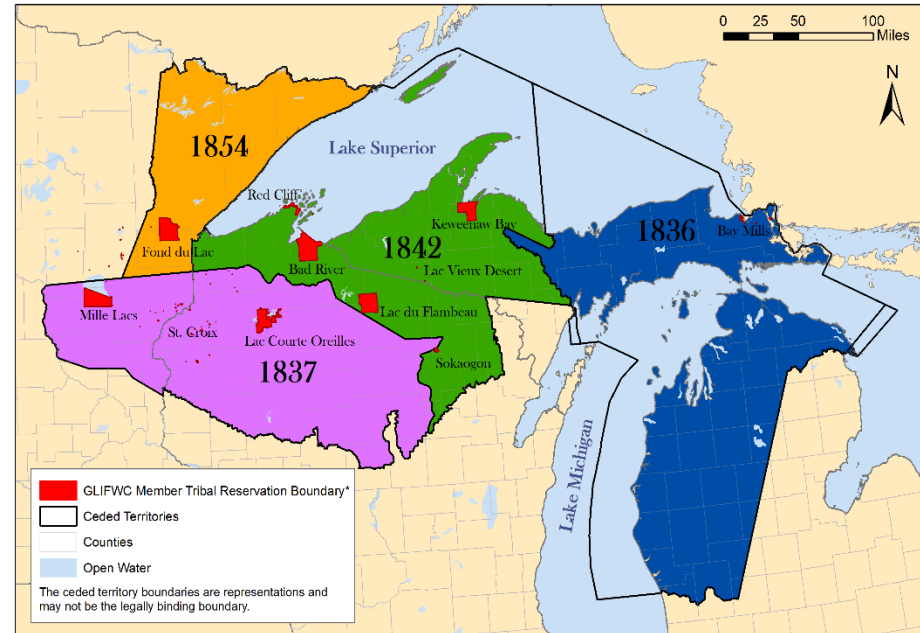 0 25 50 100
Miles
N
1854
Lake Superior
Red Cliff
Keweenaw Bay
1836
Bay Mills
Fond du Lac
1842
Bad River
Lac Vieux Desert
Mille Lacs
St. Croix
Lac du Flambeau
Lac Courte Oreilles
Sokaogon
1837
Lake Michigan
GLIFWC Member Tribal Reservation Boundary*
Ceded Territories
Counties
Open Water
The ceded territory boundaries are representations and
may not be the legally binding boundary.